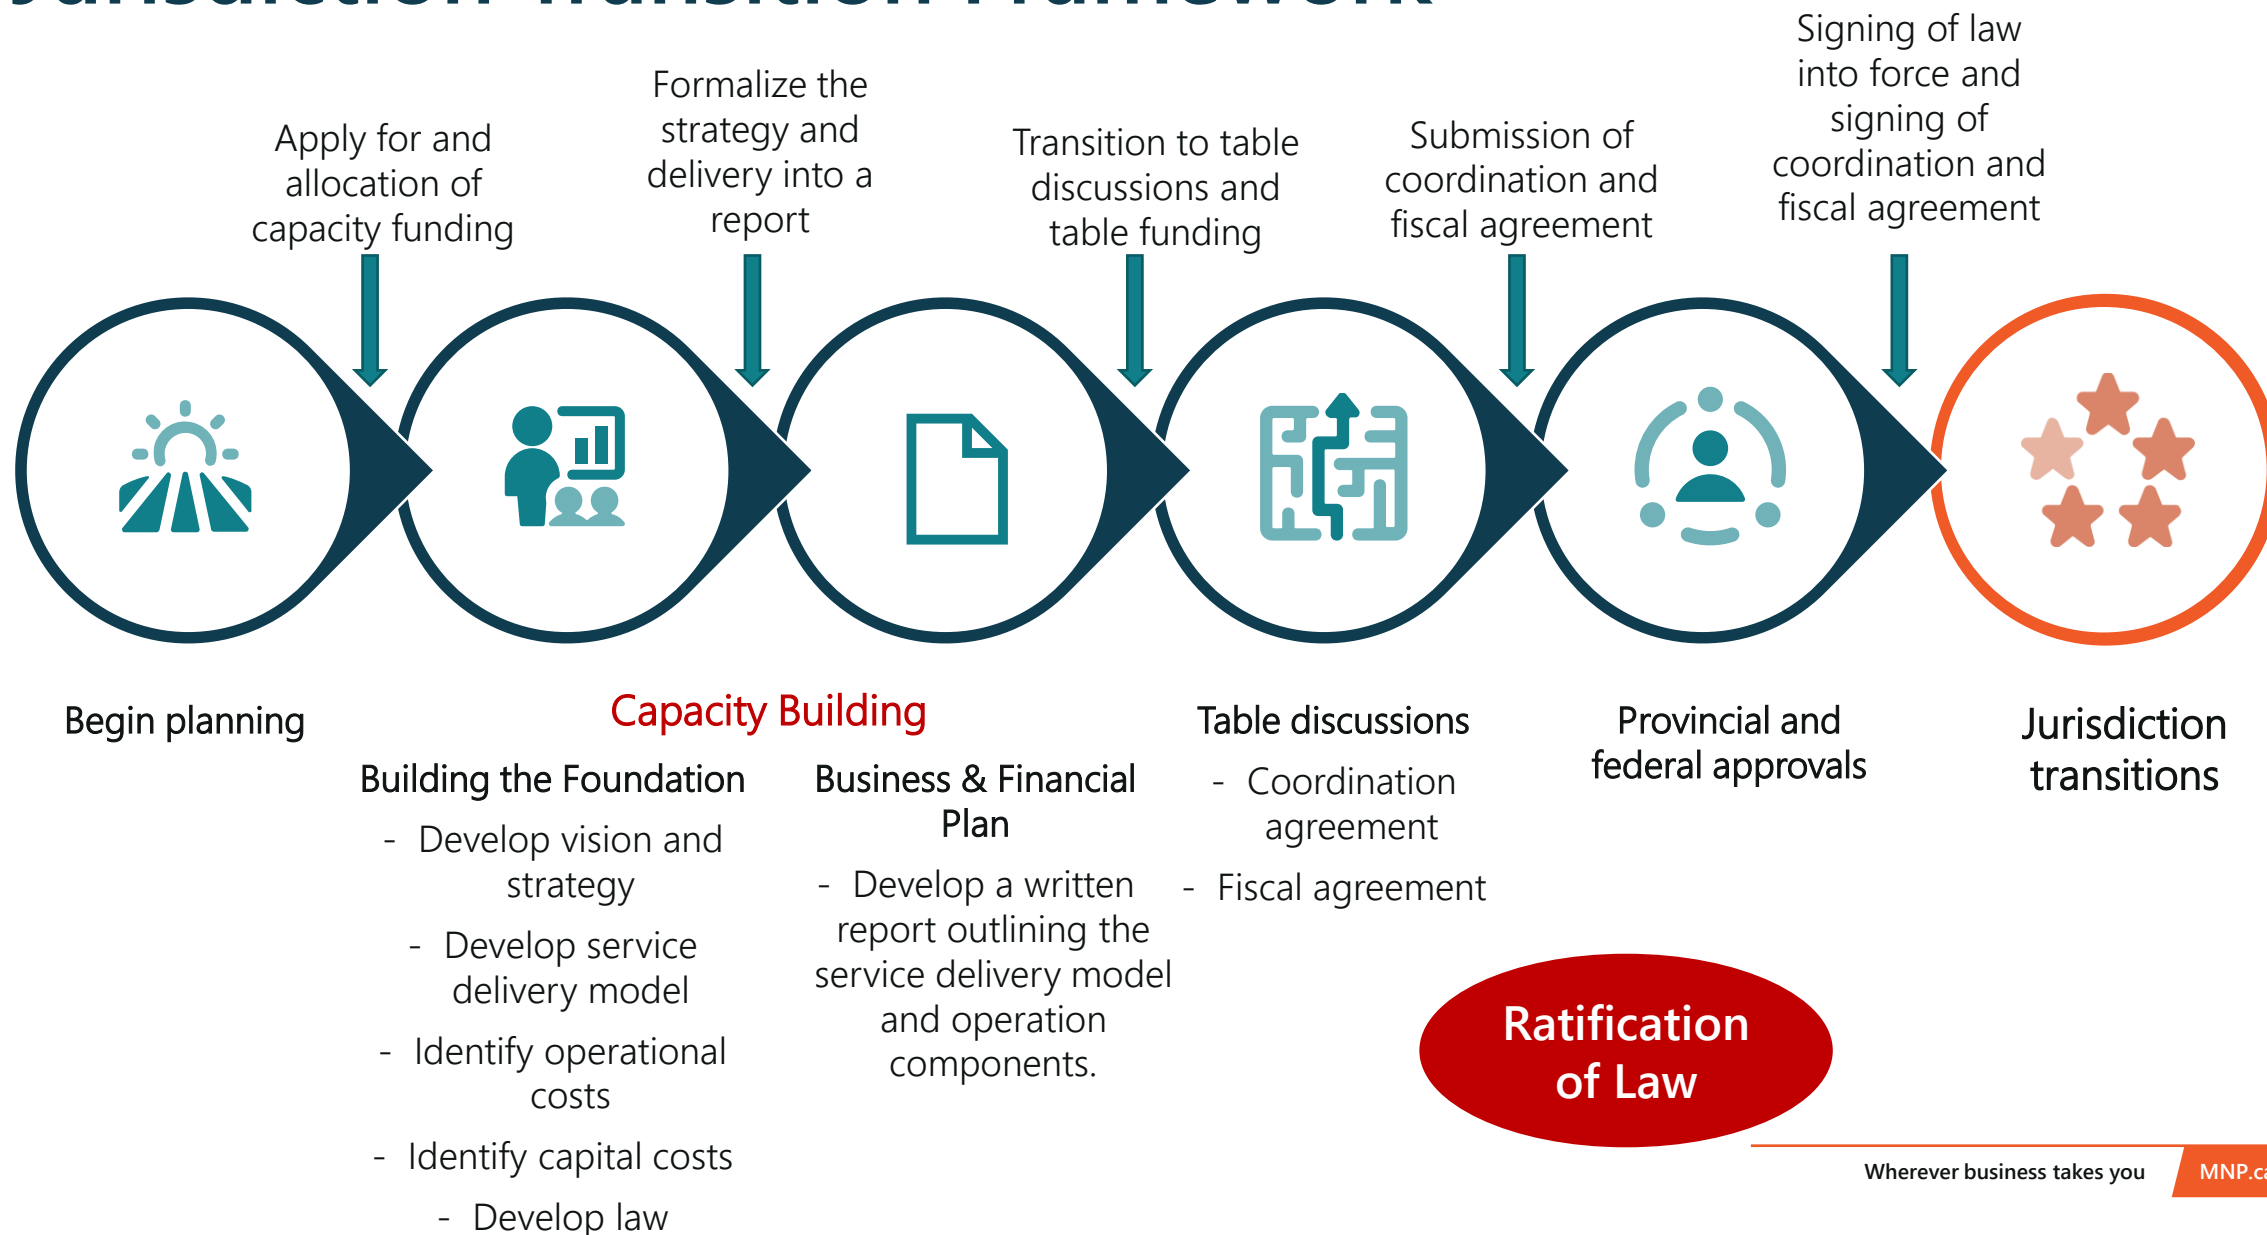 Jurisdiction Transition Framework
Apply for and
allocation of
capacity funding
Formalize the
strategy and
delivery into a
report
Transition to table
discussions and
table funding
Submission of
coordination and
fiscal agreement
Signing of law
into force and
signing of
coordination and
fiscal agreement
Begin planning
Capacity Building
Building the Foundation
- Develop vision and
strategy
- Develop service
delivery model
- Identify operational
costs
- Identify capital costs
- Develop law
Business & Financial
Plan
- Develop a written
report outlining the
service delivery model
and operation
components.
Table discussions
- Coordination
agreement
- Fiscal agreement
Provincial and
federal approvals
Jurisdiction
transitions
Ratification
of Law
Wherever business takes you
MNP.ca